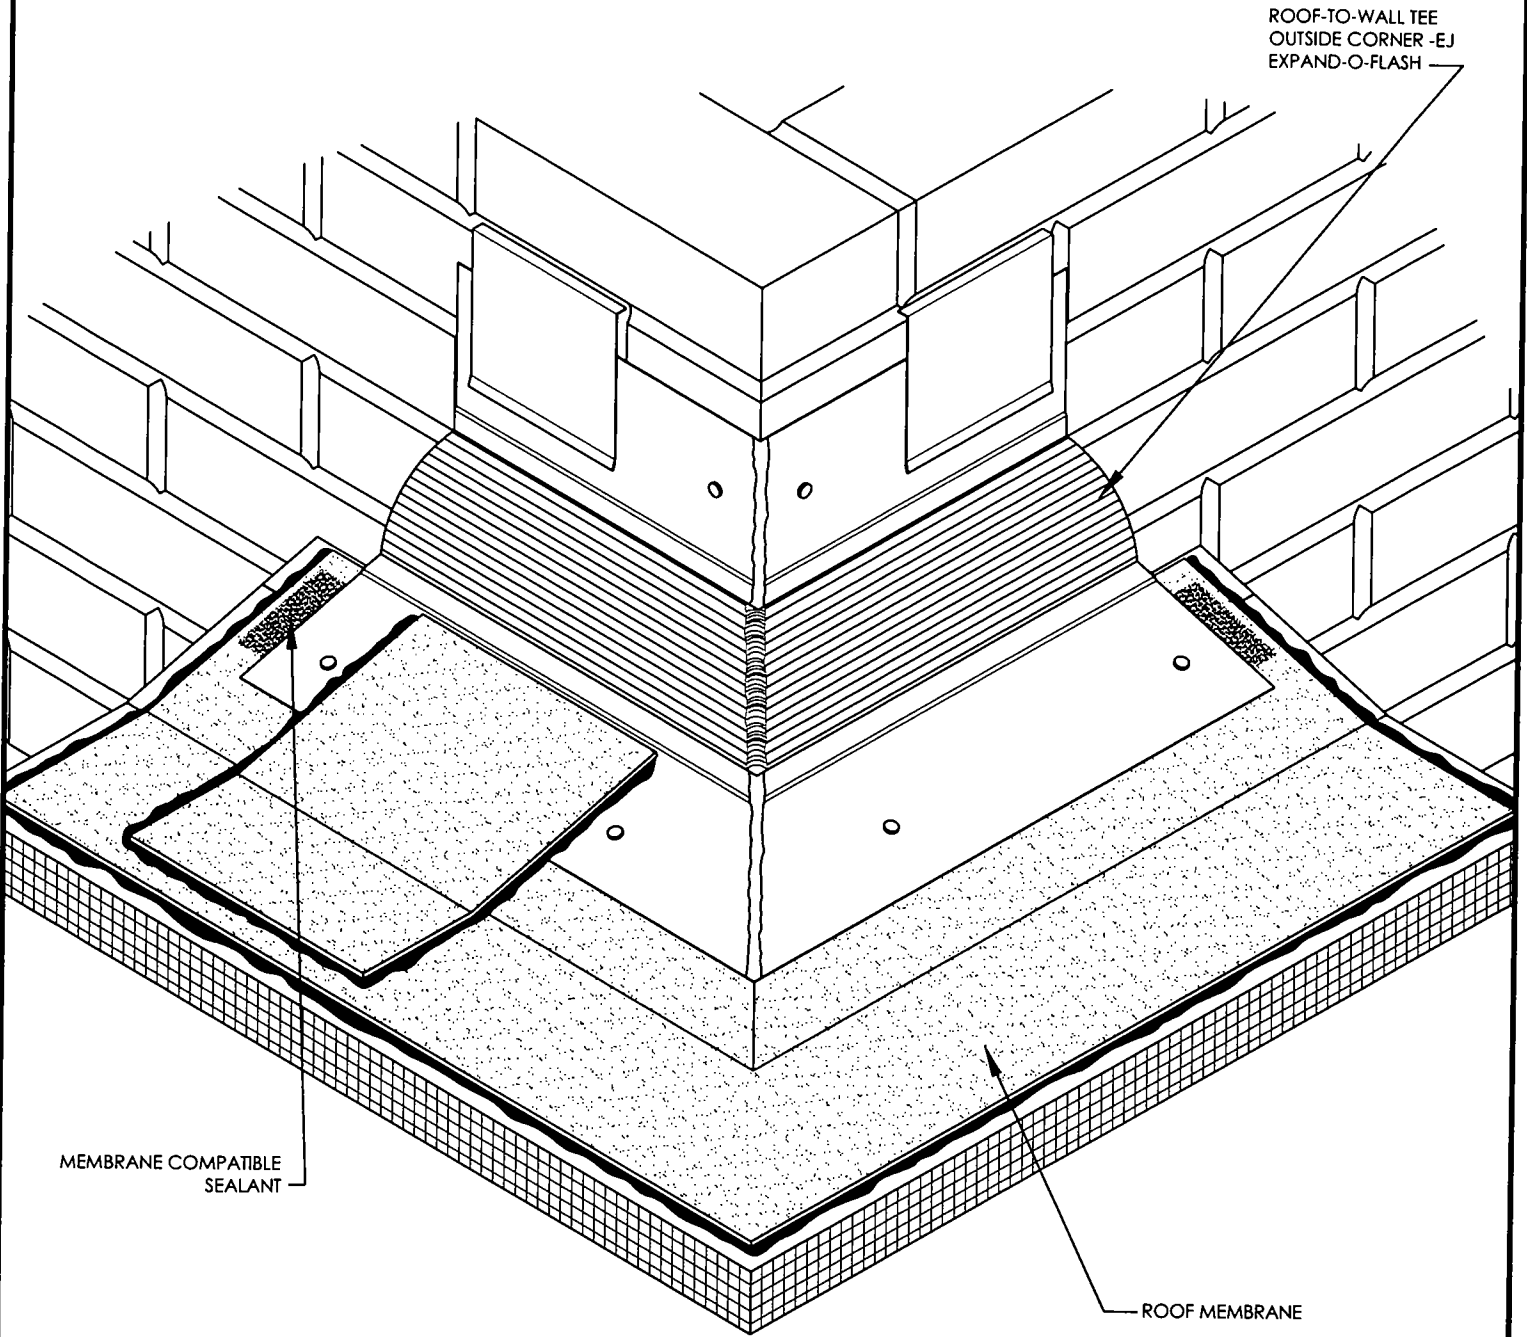 ROOF-TO-WALL TEE
OUTSIDE CORNER -EJ
EXPAND-O-FLASH
MEMBRANE COMPATIBLE
SEALANT
ROOF MEMBRANE